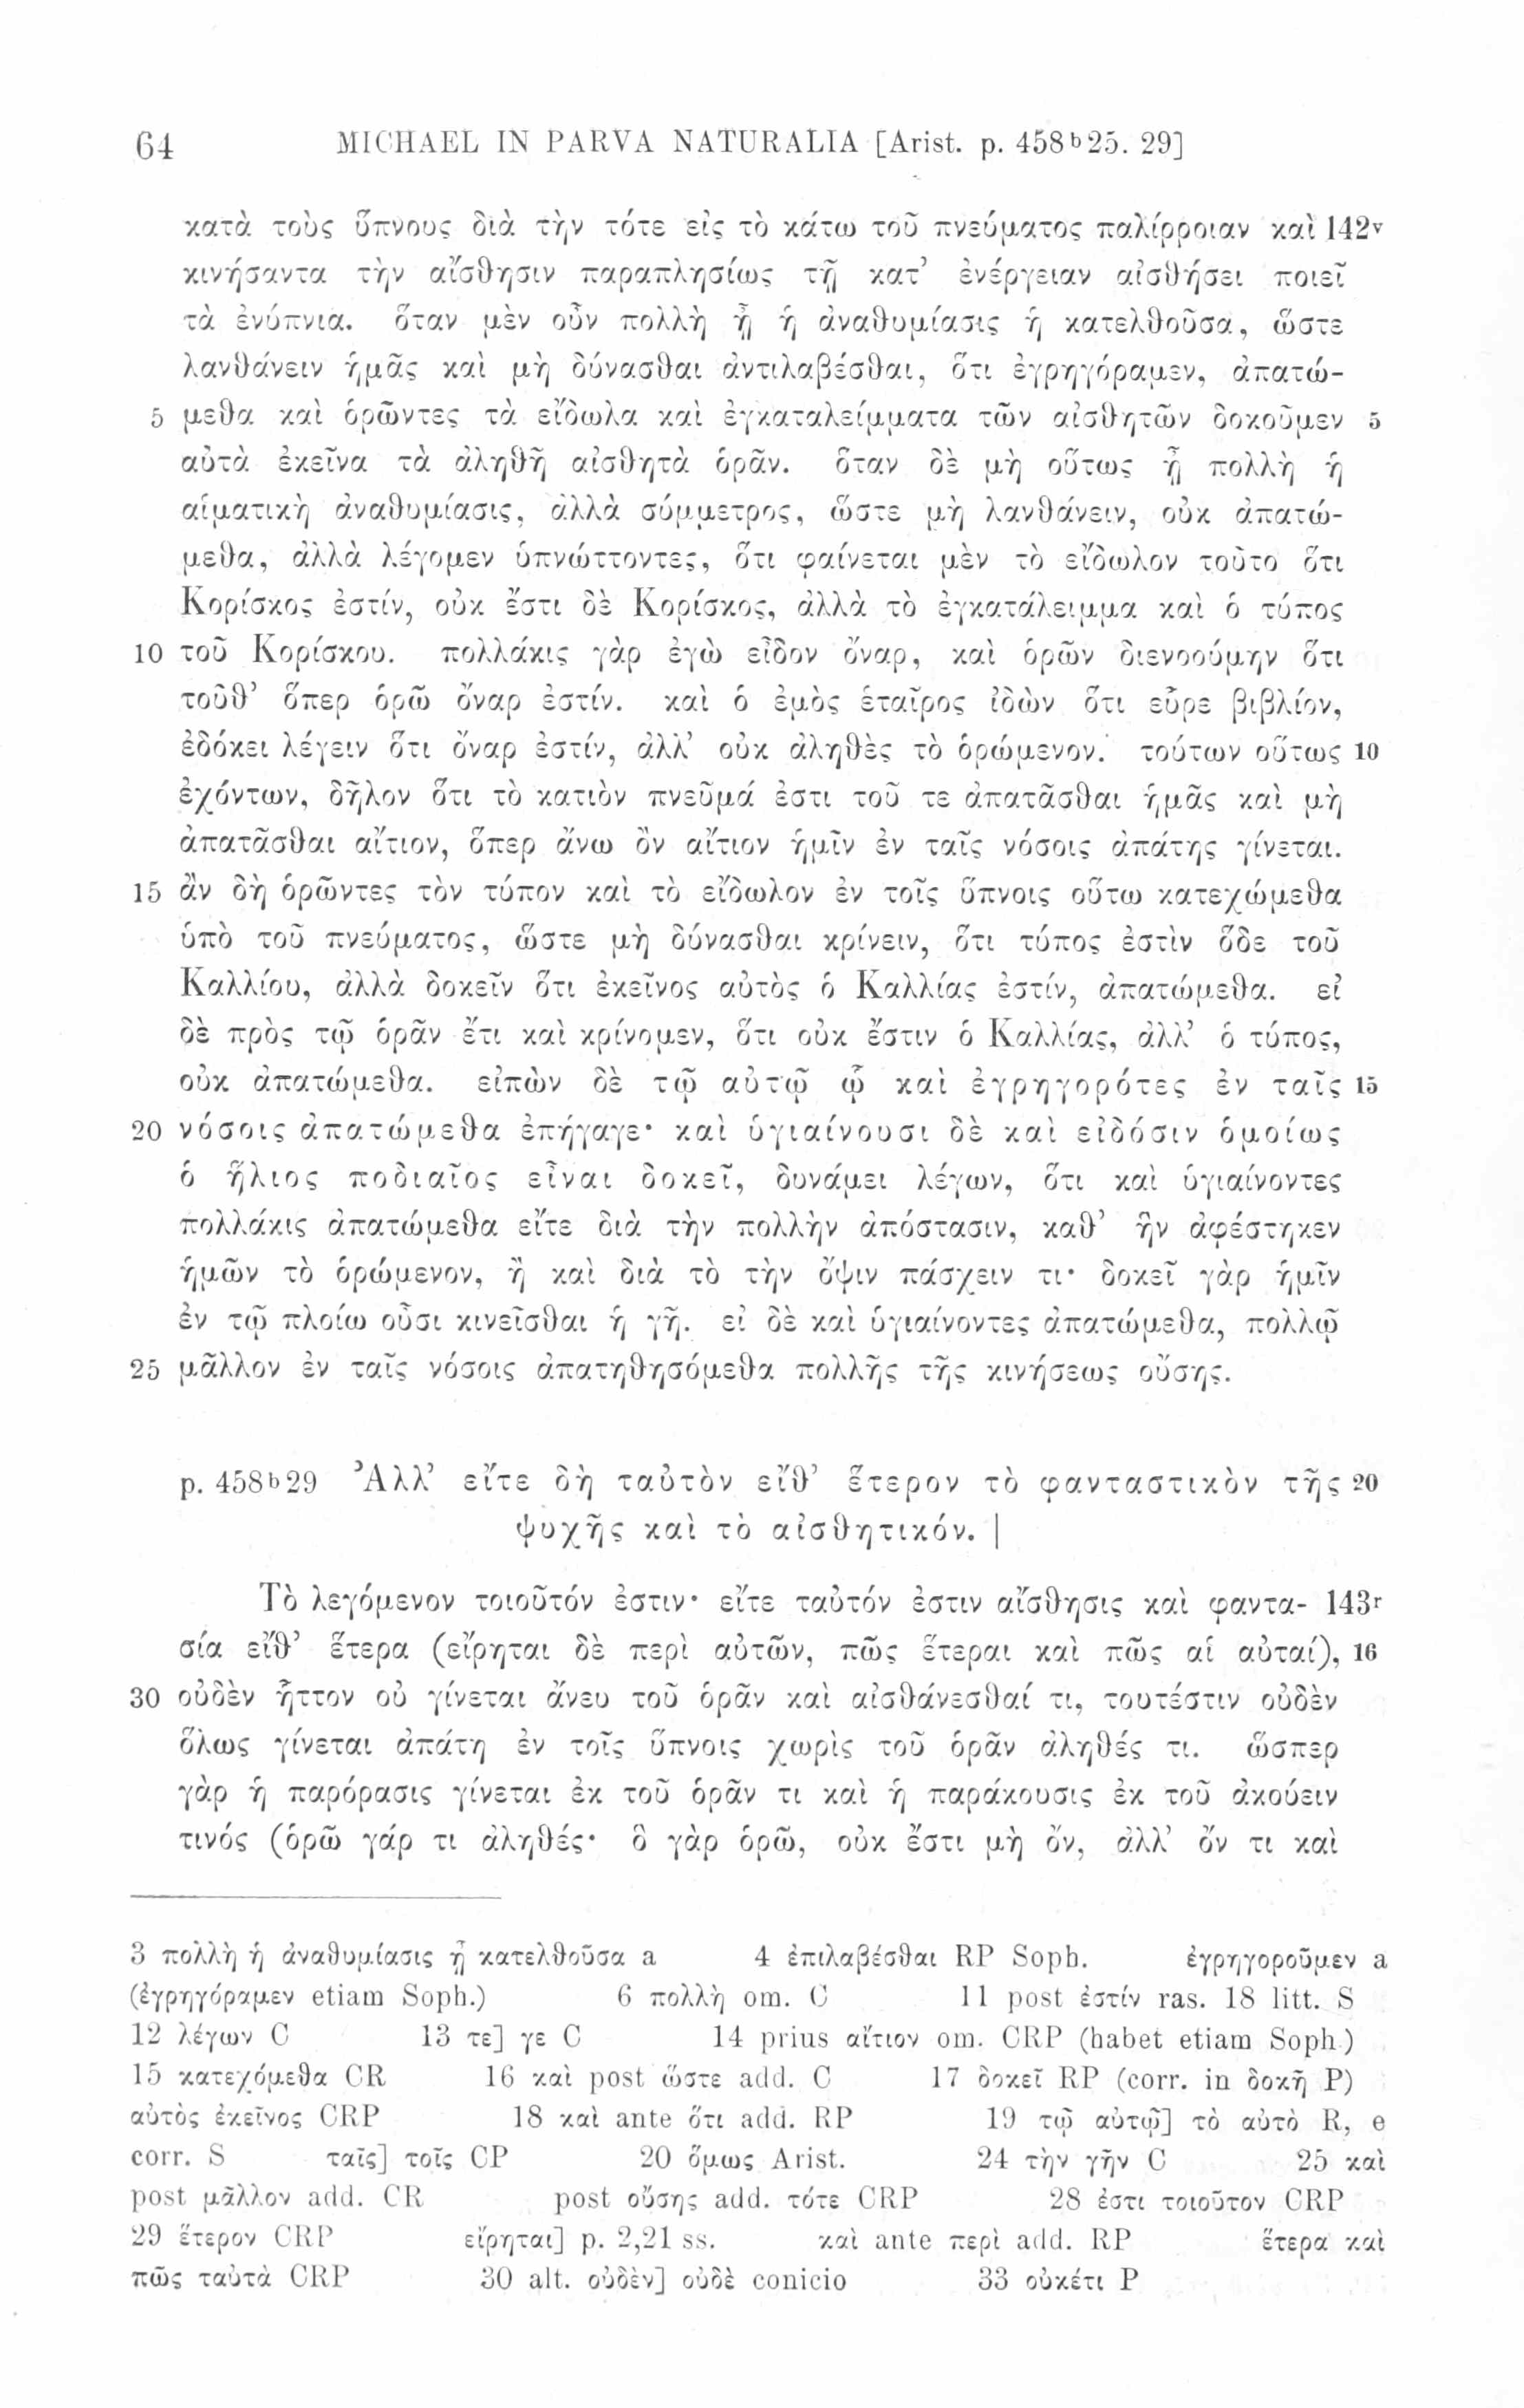 64 MICHAEL IN PARVA NATURALIA [Arist. p. 458ᵇ25. 29]
κατὰ τοὺς ὕπνους διὰ τὴν τότε εἰς τὸ κάτω τοῦ πνεύματος παλίρροιαν καὶ 142ᵛ
κινήσαντα τὴν αἴσθησιν παραπλησίως τῇ κατ’ ἐνέργειαν αἰσθήσει ποιεῖ
τὰ ἐνύπνια. ὅταν μὲν οὖν πολλὴ ᾖ ἡ ἀναθυμίασις ἡ κατελθοῦσα, ὥστε
λανθάνειν ἡμᾶς καὶ μὴ δύνασθαι ἀντιλαβέσθαι, ὅτι ἐγρηγόραμεν, ἀπατώ-
5 μεθα καὶ ὁρῶντες τὰ εἴδωλα καὶ ἐγκαταλείμματα τῶν αἰσθητῶν δοκοῦμεν 5
αὐτὰ ἐκεῖνα τὰ ἀληθῆ αἰσθητὰ ὁρᾶν. ὅταν δὲ μὴ οὕτως ᾖ πολλὴ ἡ
αἱματικὴ ἀναθυμίασις, ἀλλὰ σύμμετρος, ὥστε μὴ λανθάνειν, οὐκ ἀπατώ-
μεθα, ἀλλὰ λέγομεν ὑπνώττοντες, ὅτι φαίνεται μὲν τὸ εἴδωλον τοῦτο ὅτι
Κορίσκος ἐστίν, οὐκ ἔστι δὲ Κορίσκος, ἀλλὰ τὸ ἐγκατάλειμμα καὶ ὁ τύπος
10 τοῦ Κορίσκου. πολλάκις γὰρ ἐγὼ εἶδον ὄναρ, καὶ ὁρῶν διενοούμην ὅτι
τοῦθ’ ὅπερ ὁρῶ ὄναρ ἐστίν. καὶ ὁ ἐμὸς ἑταῖρος ἰδὼν ὅτι εὗρε βιβλίον,
ἐδόκει λέγειν ὅτι ὄναρ ἐστίν, ἀλλ’ οὐκ ἀληθὲς τὸ ὁρώμενον. τούτων οὕτως 10
ἐχόντων, δῆλον ὅτι τὸ κατιὸν πνεῦμά ἐστι τοῦ τε ἀπατᾶσθαι ἡμᾶς καὶ μὴ
ἀπατᾶσθαι αἴτιον, ὅπερ ἄνω ὂν αἴτιον ἡμῖν ἐν ταῖς νόσοις ἀπάτης γίνεται.
15 ἂν δὴ ὁρῶντες τὸν τύπον καὶ τὸ εἴδωλον ἐν τοῖς ὕπνοις οὕτω κατεχώμεθα
ὑπὸ τοῦ πνεύματος, ὥστε μὴ δύνασθαι κρίνειν, ὅτι τύπος ἐστὶν ὅδε τοῦ
Καλλίου, ἀλλὰ δοκεῖν ὅτι ἐκεῖνος αὐτὸς ὁ Καλλίας ἐστίν, ἀπατώμεθα. εἰ
δὲ πρὸς τῷ ὁρᾶν ἔτι καὶ κρίνομεν, ὅτι οὐκ ἔστιν ὁ Καλλίας, ἀλλ’ ὁ τύπος,
οὐκ ἀπατώμεθα. εἰπὼν δὲ τῷ αὐτῷ ᾧ καὶ ἐγρηγορότες ἐν ταῖς 15
20 νόσοις ἀπατώμεθα ἐπήγαγε· καὶ ὑγιαίνουσι δὲ καὶ εἰδόσιν ὁμοίως
ὁ ἥλιος ποδιαῖος εἶναι δοκεῖ, δυνάμει λέγων, ὅτι καὶ ὑγιαίνοντες
πολλάκις ἀπατώμεθα εἴτε διὰ τὴν πολλὴν ἀπόστασιν, καθ’ ἣν ἀφέστηκεν
ἡμῶν τὸ ὁρώμενον, ἢ καὶ διὰ τὸ τὴν ὄψιν πάσχειν τι· δοκεῖ γὰρ ἡμῖν
ἐν τῷ πλοίῳ οὖσι κινεῖσθαι ἡ γῆ. εἰ δὲ καὶ ὑγιαίνοντες ἀπατώμεθα, πολλῷ
25 μᾶλλον ἐν ταῖς νόσοις ἀπατηθησόμεθα πολλῆς τῆς κινήσεως οὔσης.
p. 458ᵇ29 Ἀλλ’ εἴτε δὴ ταὐτὸν εἴθ’ ἕτερον τὸ φανταστικὸν τῆς 20
ψυχῆς καὶ τὸ αἰσθητικόν. |
Τὸ λεγόμενον τοιοῦτόν ἐστιν· εἴτε ταὐτόν ἐστιν αἴσθησις καὶ φαντα- 143ʳ
σία εἴθ’ ἕτερα (εἴρηται δὲ περὶ αὐτῶν, πῶς ἕτεραι καὶ πῶς αἱ αὐταί), 16
30 οὐδὲν ἧττον οὐ γίνεται ἄνευ τοῦ ὁρᾶν καὶ αἰσθάνεσθαί τι, τουτέστιν οὐδὲν
ὅλως γίνεται ἀπάτη ἐν τοῖς ὕπνοις χωρὶς τοῦ ὁρᾶν ἀληθές τι. ὥσπερ
γὰρ ἡ παρόρασις γίνεται ἐκ τοῦ ὁρᾶν τι καὶ ἡ παράκουσις ἐκ τοῦ ἀκούειν
τινός (ὁρῶ γάρ τι ἀληθές· ὃ γὰρ ὁρῶ, οὐκ ἔστι μὴ ὄν, ἀλλ’ ὄν τι καὶ
3 πολλὴ ἡ ἀναθυμίασις ᾖ κατελθοῦσα a 4 ἐπιλαβέσθαι RP Soph. ἐγρηγοροῦμεν a
(ἐγρηγόραμεν etiam Soph.) 6 πολλὴ om. C 11 post ἐστίν ras. 18 litt. S
12 λέγων C 13 τε] γε C 14 prius αἴτιον om. CRP (habet etiam Soph.)
15 κατεχόμεθα CR 16 καὶ post ὥστε add. C 17 δοκεῖ RP (corr. in δοκῇ P)
αὐτὸς ἐκεῖνος CRP 18 καὶ ante ὅτι add. RP 19 τῷ αὐτῷ] τὸ αὐτὸ R, e
corr. S ταῖς] τοῖς CP 20 ὅμως Arist. 24 τὴν γῆν C 25 καὶ
post μᾶλλον add. CR post οὔσης add. τότε CRP 28 ἐστι τοιοῦτον CRP
29 ἕτερον CRP εἴρηται] p. 2,21 ss. καὶ ante περὶ add. RP ἕτερα καὶ
πῶς ταὐτὰ CRP 30 alt. οὐδὲν] οὐδὲ conicio 33 οὐκέτι P